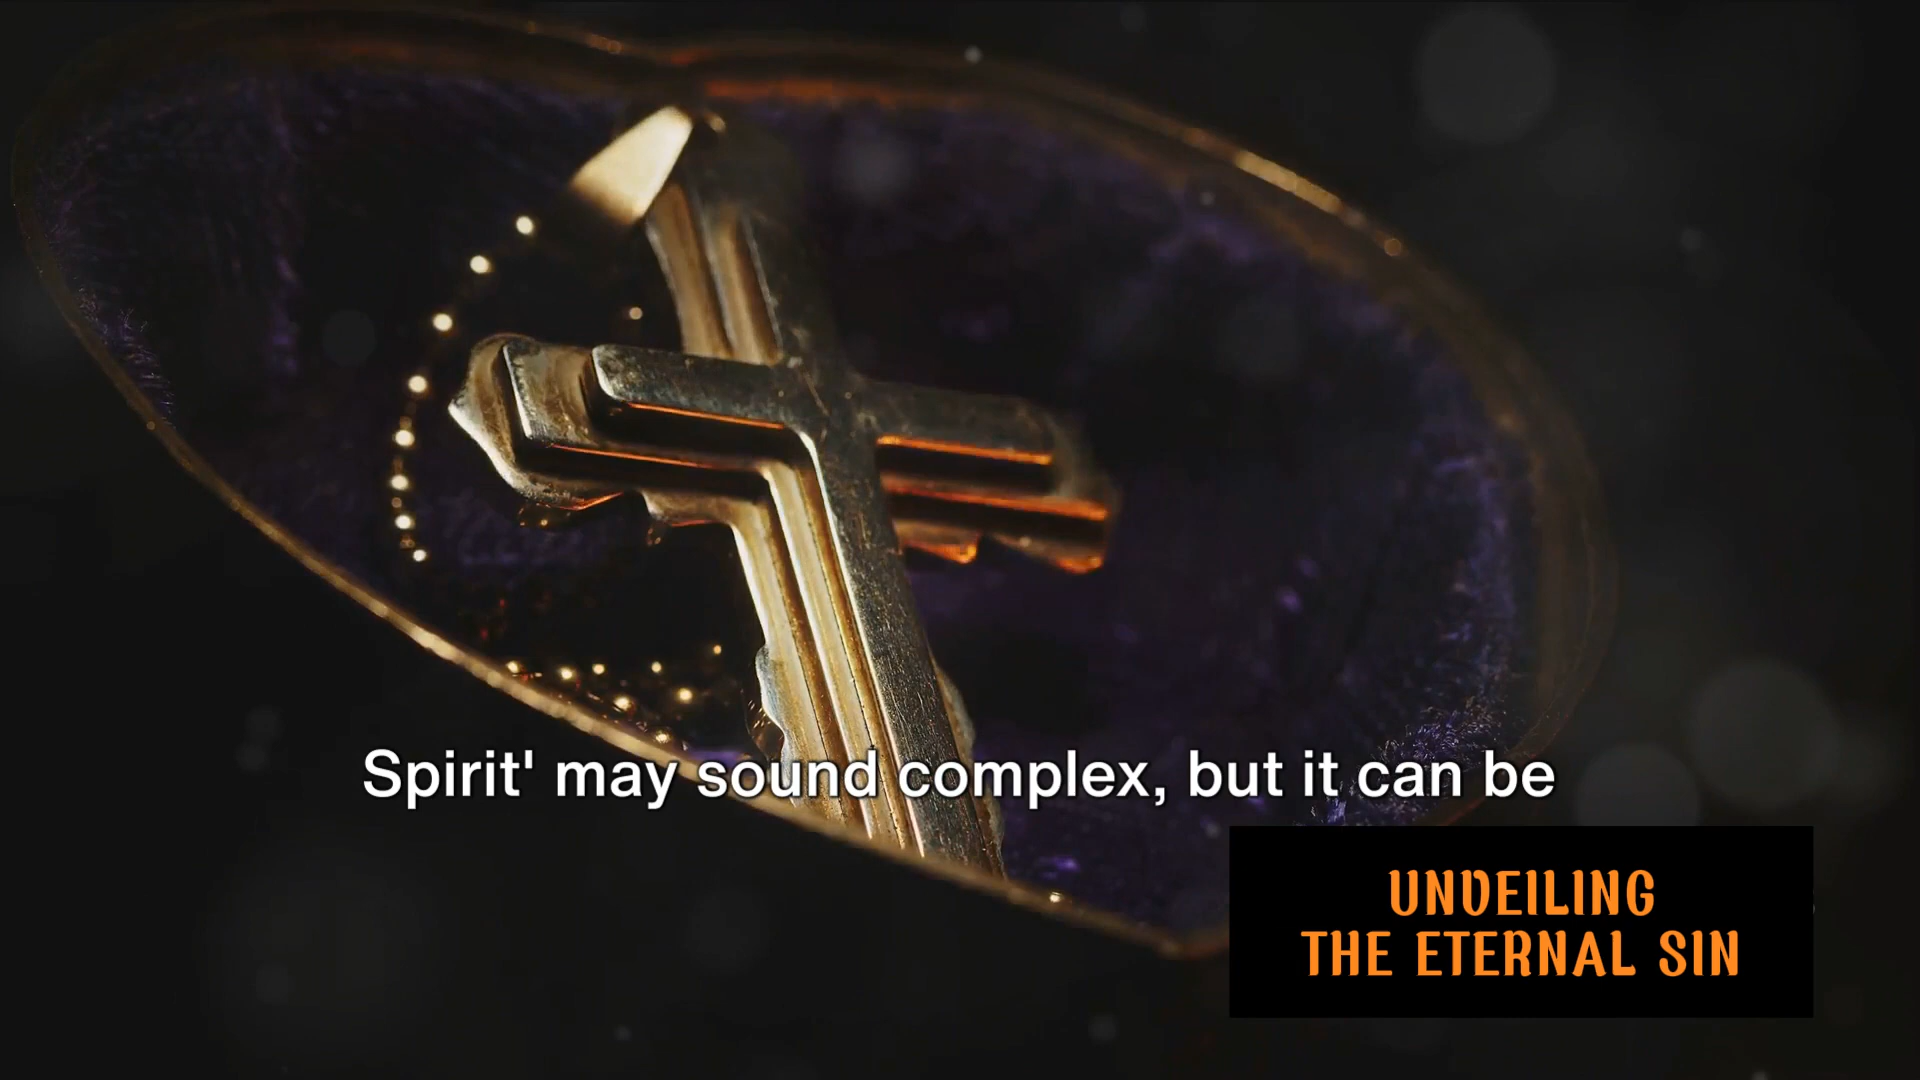 Spirit' may sound complex, but it can be
UNVEILING
THE ETERNAL SIN